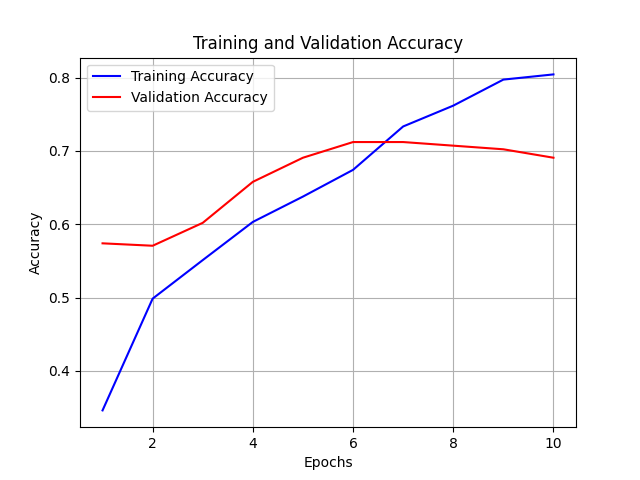 Training and Validation Accuracy
Training Accuracy
Validation Accuracy
0.8
0.7
0.6
0.5
0.4
Accuracy
2 4 6 8 10
Epochs